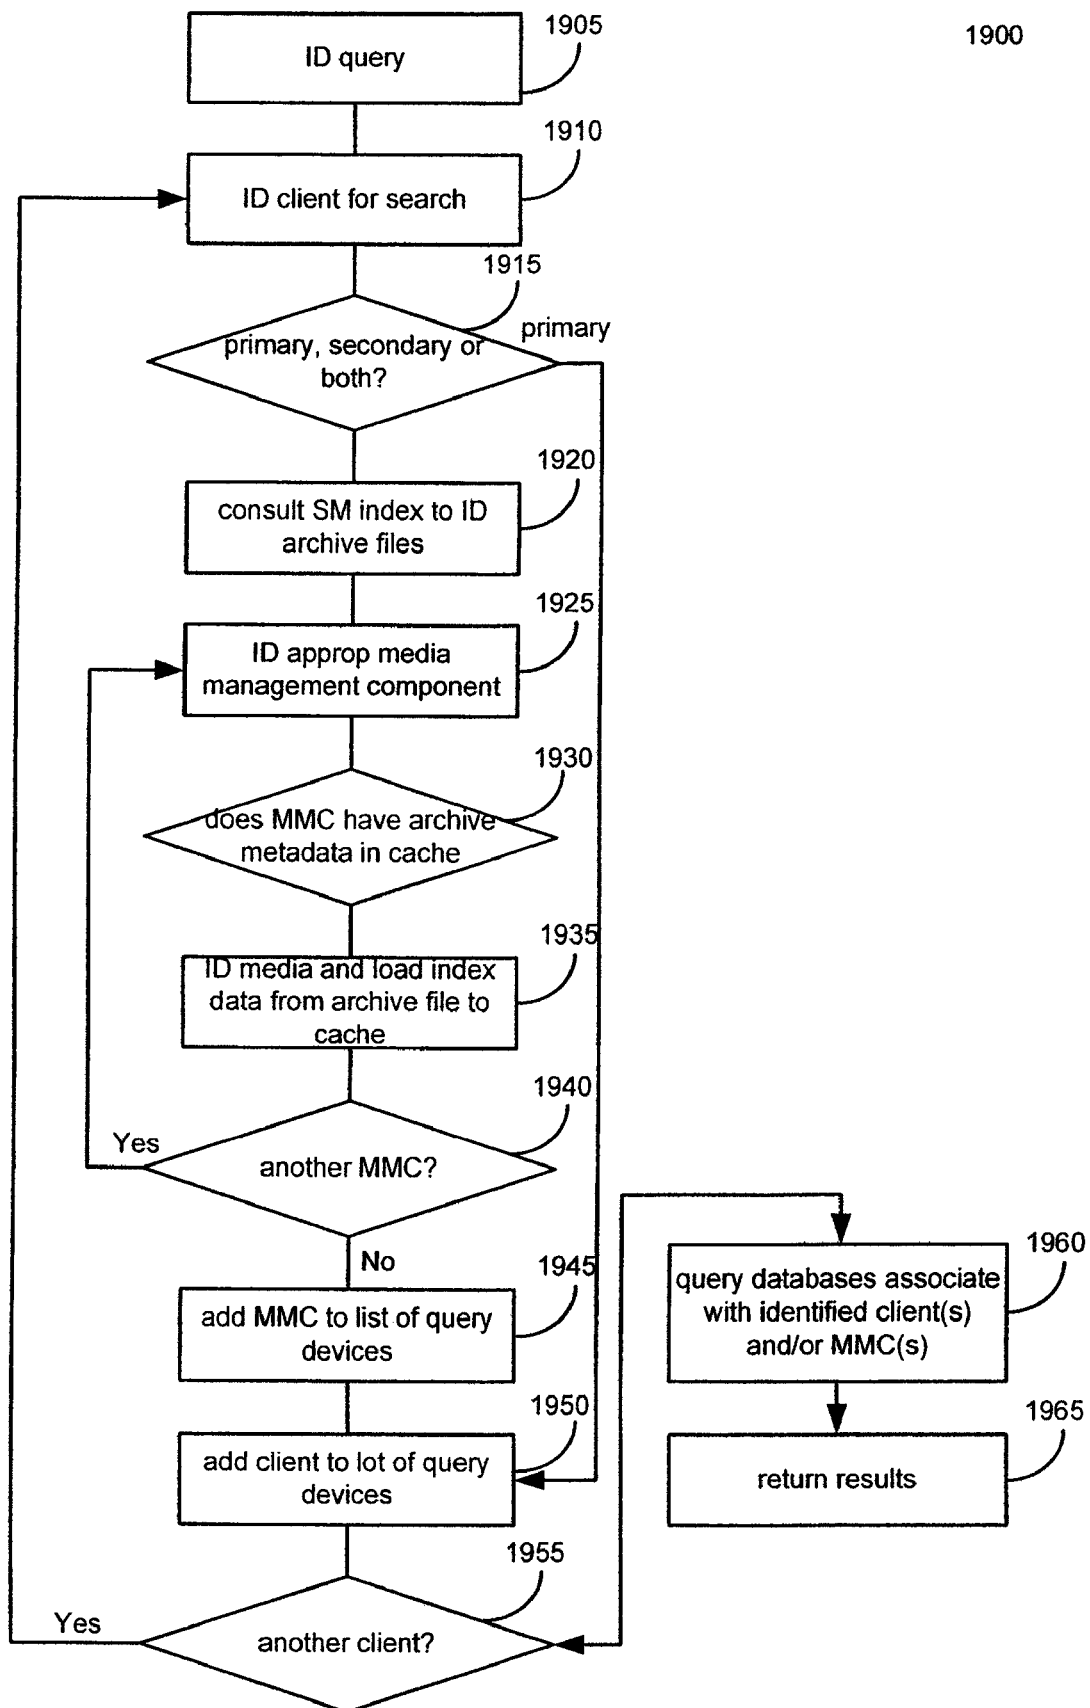 1900
1905
ID query
1910
ID client for search
1915
primary
primary, secondary or
both?
1920
consult SM index to ID
archive files
1925
ID approp media
management component
1930
does MMC have archive
metadata in cache
1935
ID media and load index
data from archive file to
cache
1940
Yes
another MMC?
No
1945
add MMC to list of query
devices
1950
add client to lot of query
devices
1955
Yes
another client?
1960
query databases associate
with identified client(s)
and/or MMC(s)
1965
return results